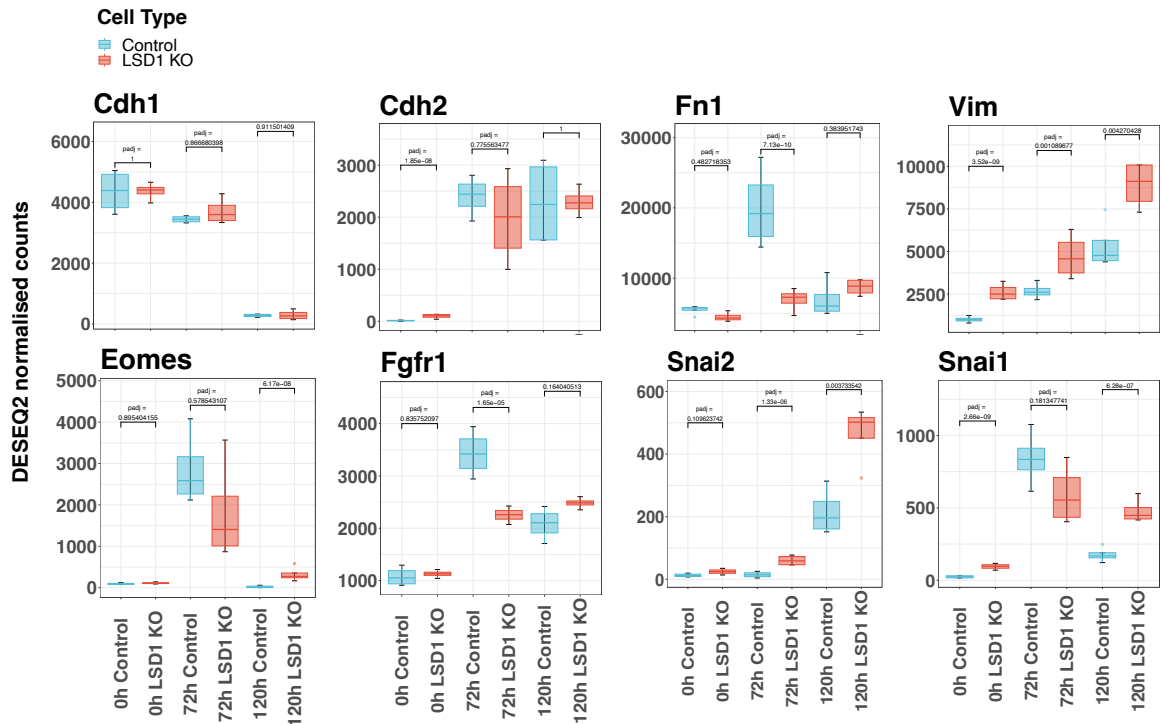 Cell Type
Control
LSD1 KO
Cdh1
Cdh2
Fn1
Vim
DESEQ2 normalised counts
6000
4000
2000
0
padj =
1
padj =
0.866680398
0.911501409
3000
2000
1000
0
padj =
1.85e-08
padj =
0.775563477
1
30000
20000
10000
padj =
0.482718353
padj =
7.13e-10
0.383951743
10000
7500
5000
2500
padj =
3.52e-09
padj =
0.001089677
0.004270428
Eomes
Fgfr1
Snai2
Snai1
5000
4000
3000
2000
1000
0
padj =
0.895404155
padj =
0.578543107
6.17e-08
4000
3000
2000
1000
padj =
0.835752097
padj =
1.65e-05
0.164040513
600
400
200
0
padj =
0.109623742
padj =
1.33e-06
0.003733542
1000
500
0
padj =
2.66e-09
padj =
0.181347741
6.28e-07
0h Control
0h LSD1 KO
72h Control
72h LSD1 KO
120h Control
120h LSD1 KO
0h Control
0h LSD1 KO
72h Control
72h LSD1 KO
120h Control
120h LSD1 KO
0h Control
0h LSD1 KO
72h Control
72h LSD1 KO
120h Control
120h LSD1 KO
0h Control
0h LSD1 KO
72h Control
72h LSD1 KO
120h Control
120h LSD1 KO